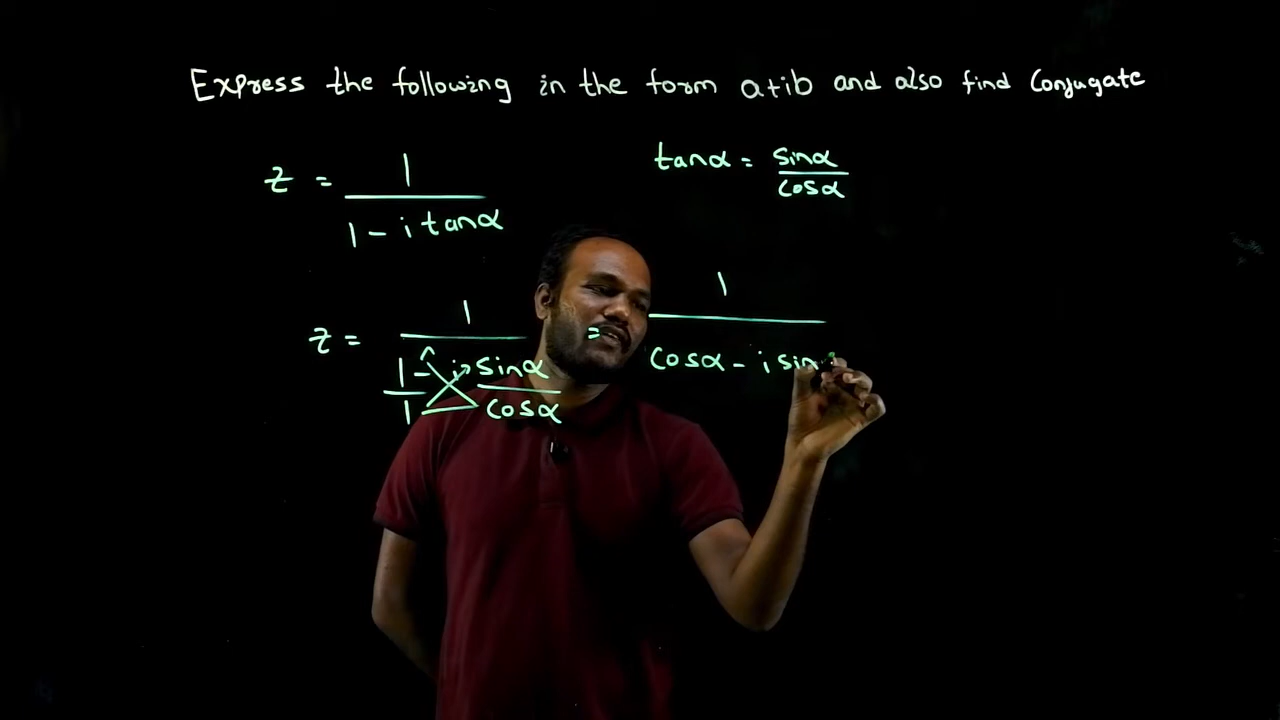 Express the following in the form a+ib and also find Conjugate
z = 1 / 1 - i tanα
tanα = sinα / cosα
z = 1 / 1/1 - i sinα / cosα = 1 / cosα - i sin